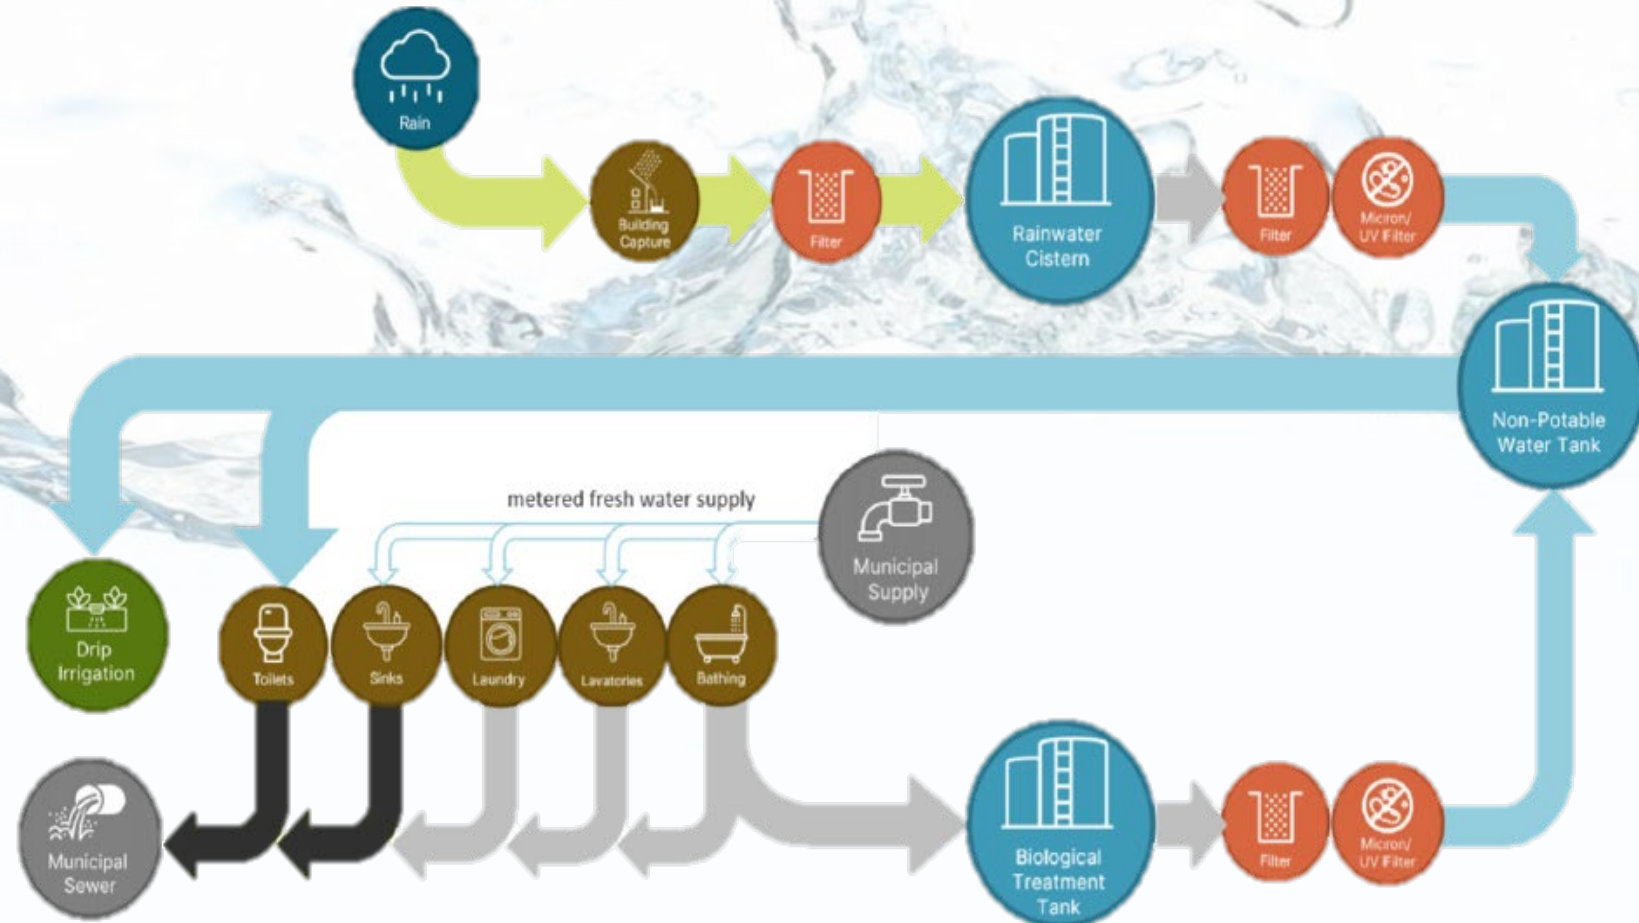 Rain
Building
Capture
Filter
Rainwater
Cistern
Filter
Micron/
UV Filter
Non-Potable
Water Tank
metered fresh water supply
Municipal
Supply
Drip
Irrigation
Toilets
Sinks
Laundry
Lavatories
Bathing
Municipal
Sewer
Biological
Treatment
Tank
Filter
Micron/
UV Filter